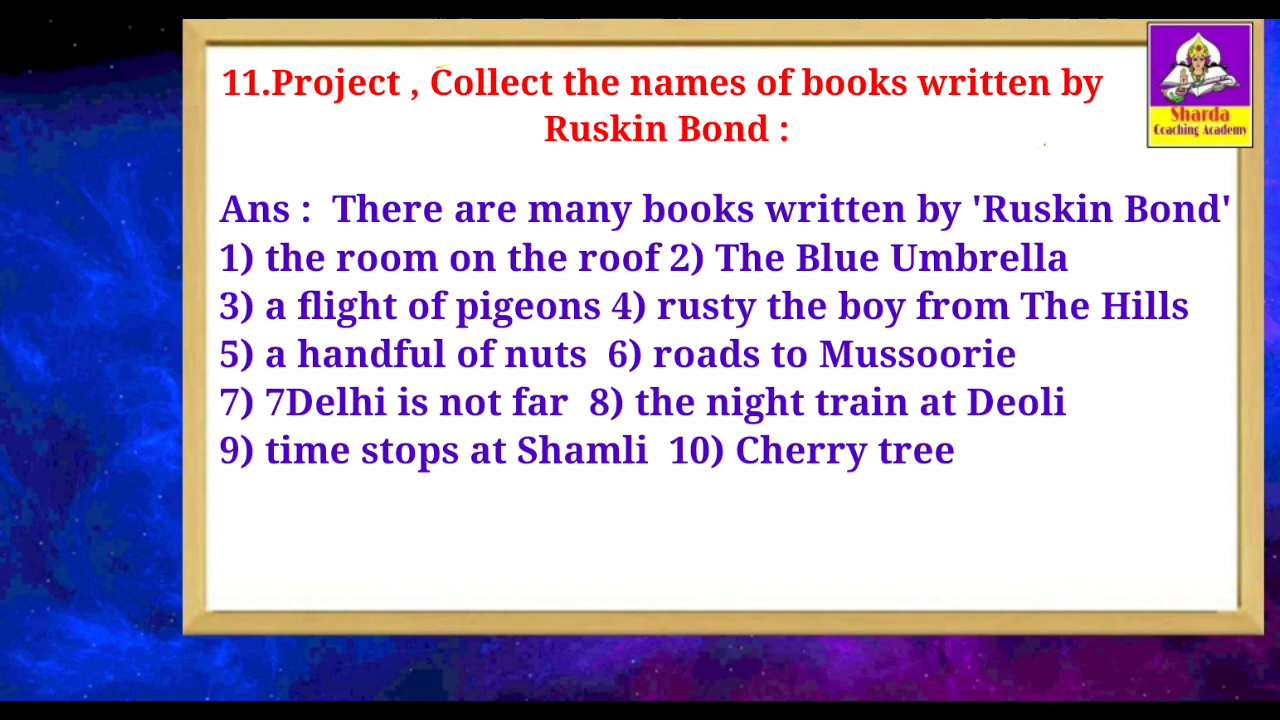 11.Project , Collect the names of books written by
Ruskin Bond :
Sharda
Coaching Academy
Ans :  There are many books written by 'Ruskin Bond'
1) the room on the roof 2) The Blue Umbrella
3) a flight of pigeons 4) rusty the boy from The Hills
5) a handful of nuts  6) roads to Mussoorie
7) 7Delhi is not far  8) the night train at Deoli
9) time stops at Shamli  10) Cherry tree